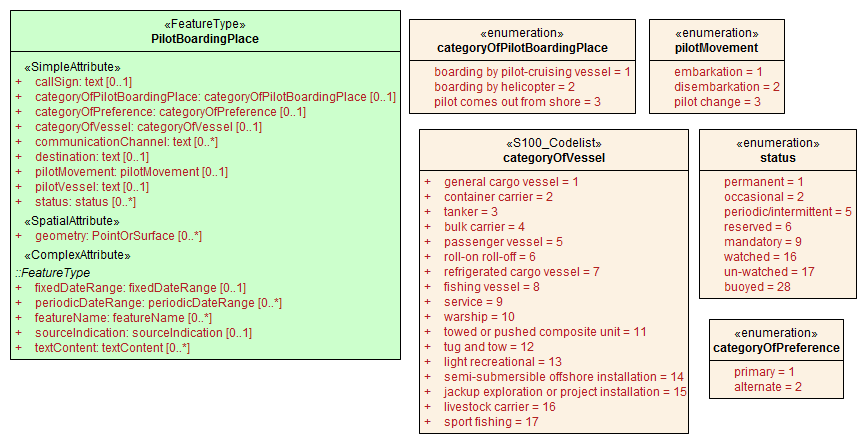 «FeatureType»
PilotBoardingPlace
«SimpleAttribute»
+ callSign: text [0..1]
+ categoryOfPilotBoardingPlace: categoryOfPilotBoardingPlace [0..1]
+ categoryOfPreference: categoryOfPreference [0..1]
+ categoryOfVessel: categoryOfVessel [0..1]
+ communicationChannel: text [0..*]
+ destination: text [0..1]
+ pilotMovement: pilotMovement [0..1]
+ pilotVessel: text [0..1]
+ status: status [0..*]
«SpatialAttribute»
+ geometry: PointOrSurface [0..*]
«ComplexAttribute»
::FeatureType
+ fixedDateRange: fixedDateRange [0..1]
+ periodicDateRange: periodicDateRange [0..*]
+ featureName: featureName [0..*]
+ sourceIndication: sourceIndication [0..1]
+ textContent: textContent [0..*]
«enumeration»
categoryOfPilotBoardingPlace
boarding by pilot-cruising vessel = 1
boarding by helicopter = 2
pilot comes out from shore = 3
«enumeration»
pilotMovement
embarkation = 1
disembarkation = 2
pilot change = 3
«S100_Codelist»
categoryOfVessel
+ general cargo vessel = 1
+ container carrier = 2
+ tanker = 3
+ bulk carrier = 4
+ passenger vessel = 5
+ roll-on roll-off = 6
+ refrigerated cargo vessel = 7
+ fishing vessel = 8
+ service = 9
+ warship = 10
+ towed or pushed composite unit = 11
+ tug and tow = 12
+ light recreational = 13
+ semi-submersible offshore installation = 14
+ jackup exploration or project installation = 15
+ livestock carrier = 16
+ sport fishing = 17
«enumeration»
status
permanent = 1
occasional = 2
periodic/intermittent = 5
reserved = 6
mandatory = 9
watched = 16
un-watched = 17
buoyed = 28
«enumeration»
categoryOfPreference
primary = 1
alternate = 2